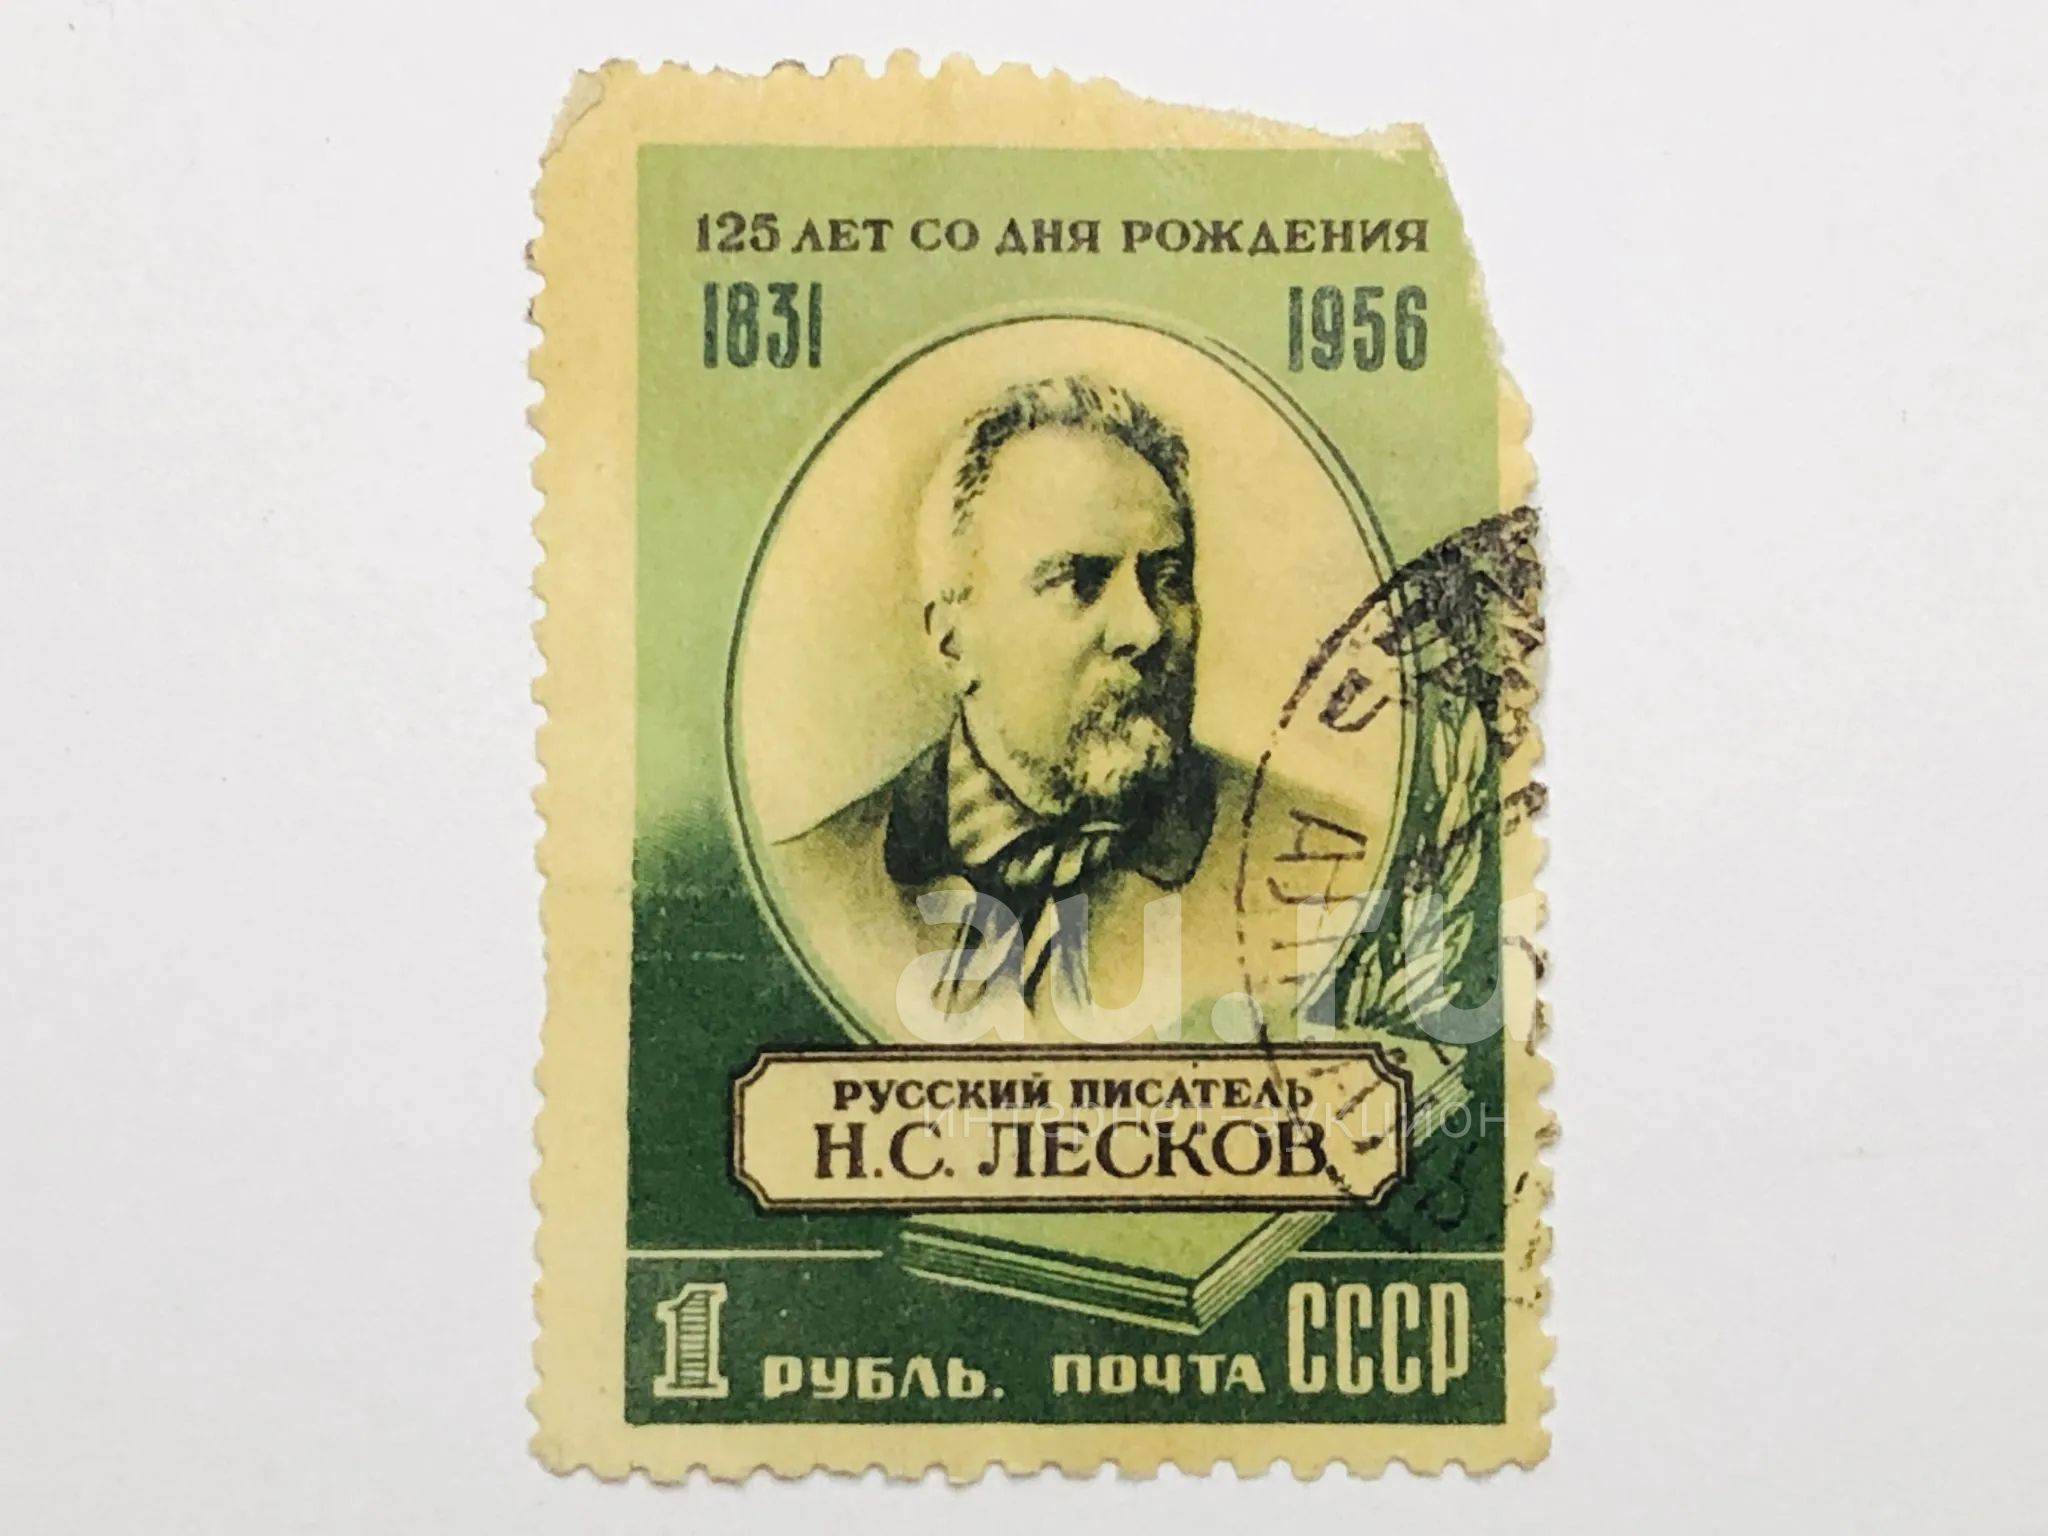 125 ЛЕТ СО ДНЯ РОЖДЕНИЯ
1831 1956
au.ru
РУССКИЙ ПИСАТЕЛЬ
интернет-аукцион
Н.С. ЛЕСКОВ
1 РУБЛЬ. ПОЧТА СССР